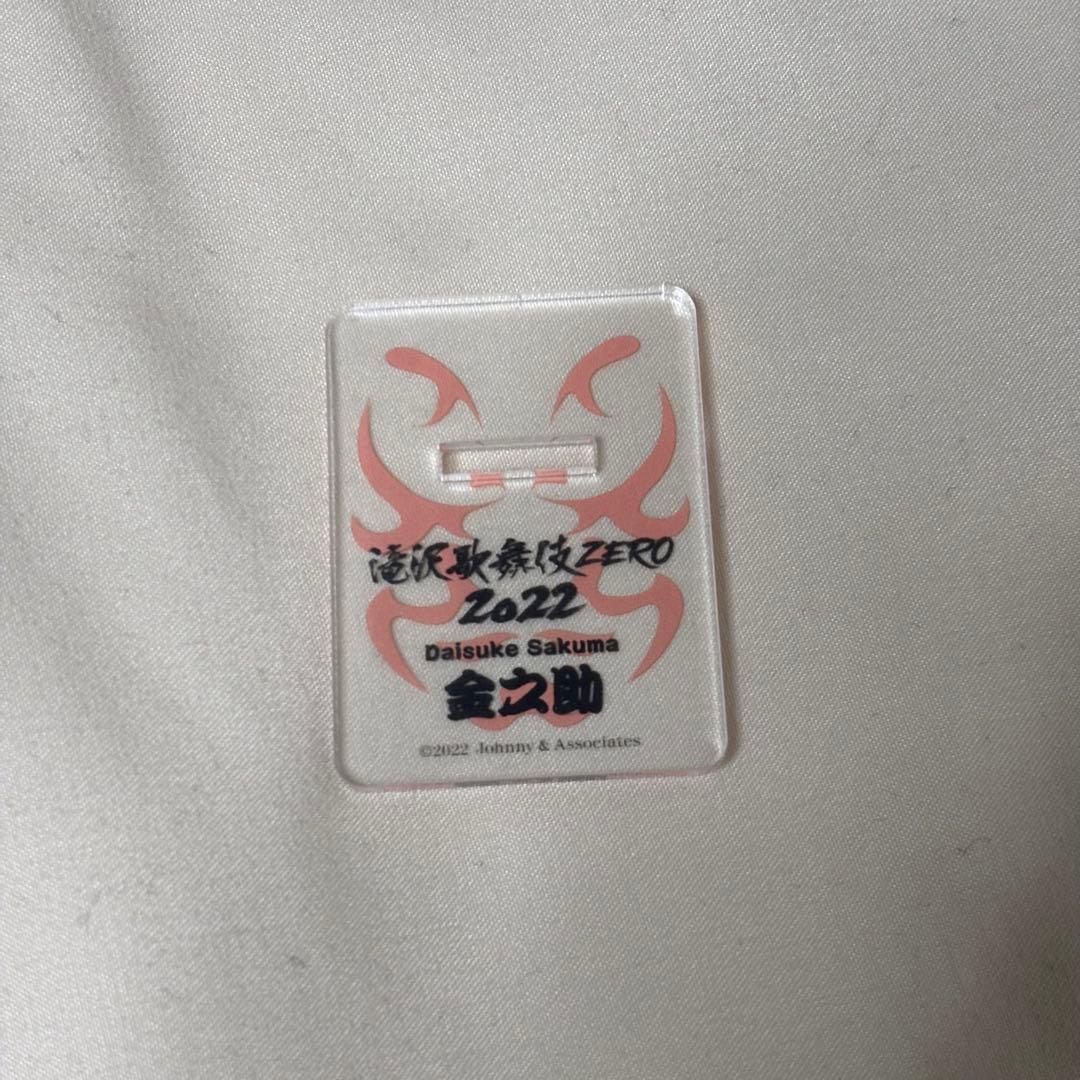 滝沢歌舞伎ZERO
2022
Daisuke Sakuma
金之助
©2022 Johnny & Associates